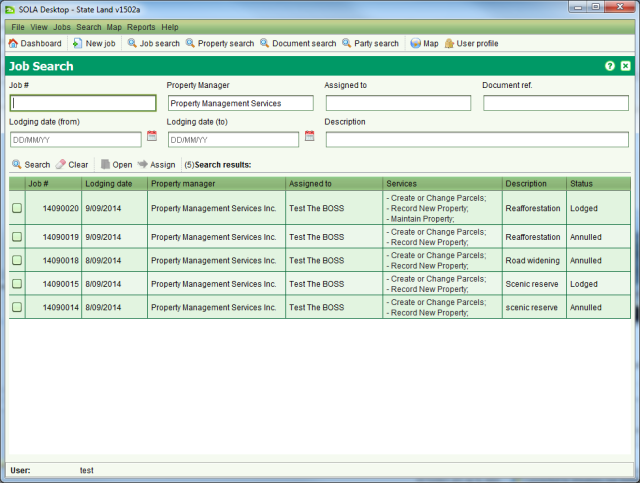 SOLA Desktop - State Land v1502a
File View Jobs Search Map Reports Help
Dashboard New job Job search Property search Document search Party search Map User profile
Job Search
Job # Property Manager Assigned to Document ref.
Property Management Services
Lodging date (from) Lodging date (to) Description
DD/MM/YY DD/MM/YY
Search Clear Open Assign (5)Search results:
Job # Lodging date Property manager Assigned to Services Description Status
- Create or Change Parcels;
14090020 9/09/2014 Property Management Services Inc. Test The BOSS - Record New Property; Reafforestation Lodged
- Maintain Property;
14090019 9/09/2014 Property Management Services Inc. Test The BOSS - Create or Change Parcels; Reafforestation Annulled
- Record New Property;
14090018 8/09/2014 Property Management Services Inc. Test The BOSS - Create or Change Parcels; Road widening Annulled
- Record New Property;
14090015 8/09/2014 Property Management Services Inc. Test The BOSS - Create or Change Parcels; Scenic reserve Lodged
- Record New Property;
14090014 8/09/2014 Property Management Services Inc. Test The BOSS - Create or Change Parcels; scenic reserve Annulled
- Record New Property;
User: test